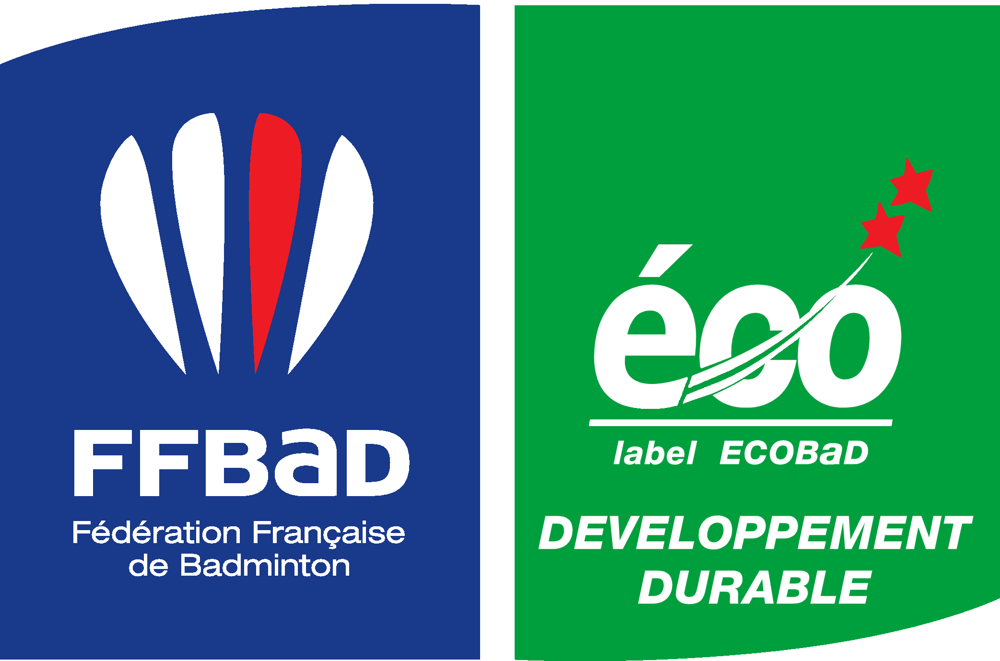 FFBaD
Fédération Française
de Badminton
éco
label ECOBaD
DEVELOPPEMENT
DURABLE